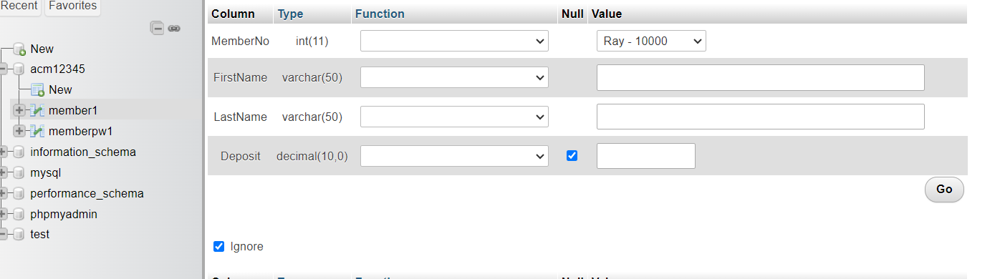 Recent Favorites
New
acm12345
New
member1
memberpw1
information_schema
mysql
performance_schema
phpmyadmin
test
Column Type Function Null Value
MemberNo int(11) Ray - 10000
FirstName varchar(50)
LastName varchar(50)
Deposit decimal(10,0)
Go
Ignore